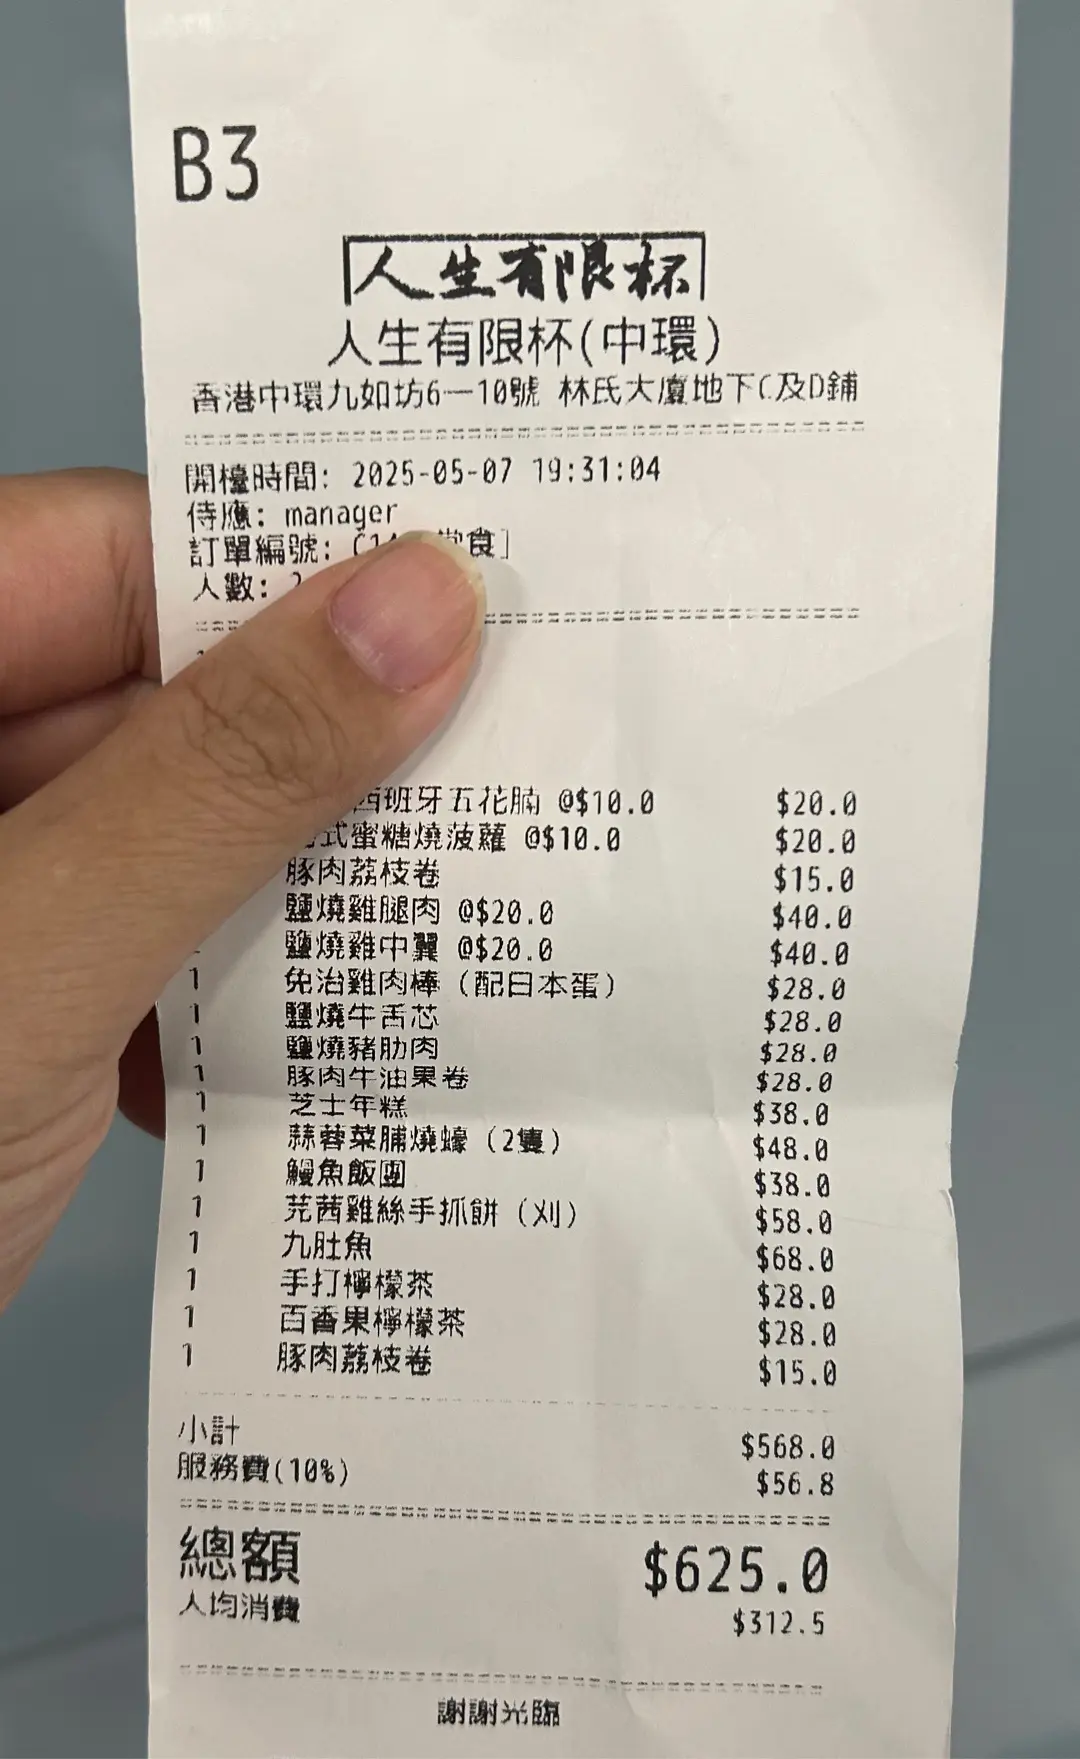 B3
人生有限杯
人生有限杯(中環)
香港中環九如坊6—10號 林氏大廈地下C及D鋪
開檯時間: 2025-05-07 19:31:04
侍應: manager
訂單編號: 堂食]
人數: 2
西班牙五花腩 @$10.0 $20.0
式蜜糖燒菠蘿 @$10.0 $20.0
豚肉荔枝卷 $15.0
鹽燒雞腿肉 @$20.0 $40.0
鹽燒雞中翼 @$20.0 $40.0
1 免治雞肉棒 (配日本蛋) $28.0
1 鹽燒牛舌芯 $28.0
1 鹽燒豬肋肉 $28.0
1 豚肉牛油果卷 $28.0
1 芝士年糕 $38.0
1 蒜蓉菜脯燒蠔 (2隻) $48.0
1 鰻魚飯團 $38.0
1 芫茜雞絲手抓餅 (刈) $58.0
1 九肚魚 $68.0
1 手打檸檬茶 $28.0
1 百香果檸檬茶 $28.0
1 豚肉荔枝卷 $15.0
小計 $568.0
服務費(10%) $56.8
總額 $625.0
人均消費 $312.5
謝謝光臨